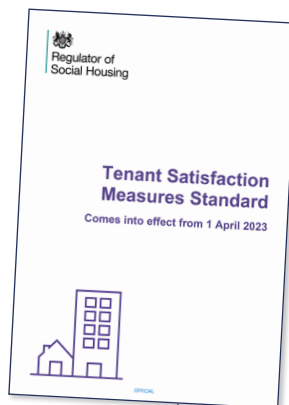 Regulator of
Social Housing
Tenant Satisfaction
Measures Standard
Comes into effect from 1 April 2023
OFFICIAL